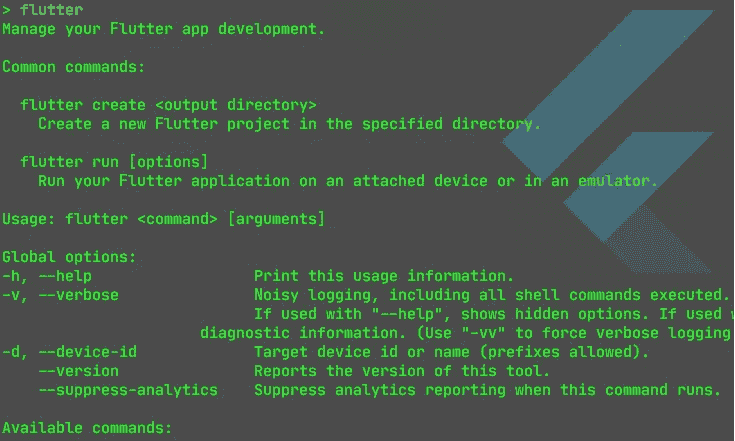 > flutter
Manage your Flutter app development.
Common commands:
flutter create <output directory>
Create a new Flutter project in the specified directory.
flutter run [options]
Run your Flutter application on an attached device or in an emulator.
Usage: flutter <command> [arguments]
Global options:
-h, --help Print this usage information.
-v, --verbose Noisy logging, including all shell commands executed.
If used with "--help", shows hidden options. If used
diagnostic information. (Use "-vv" to force verbose logging
-d, --device-id Target device id or name (prefixes allowed).
--version Reports the version of this tool.
--suppress-analytics Suppress analytics reporting when this command runs.
Available commands: